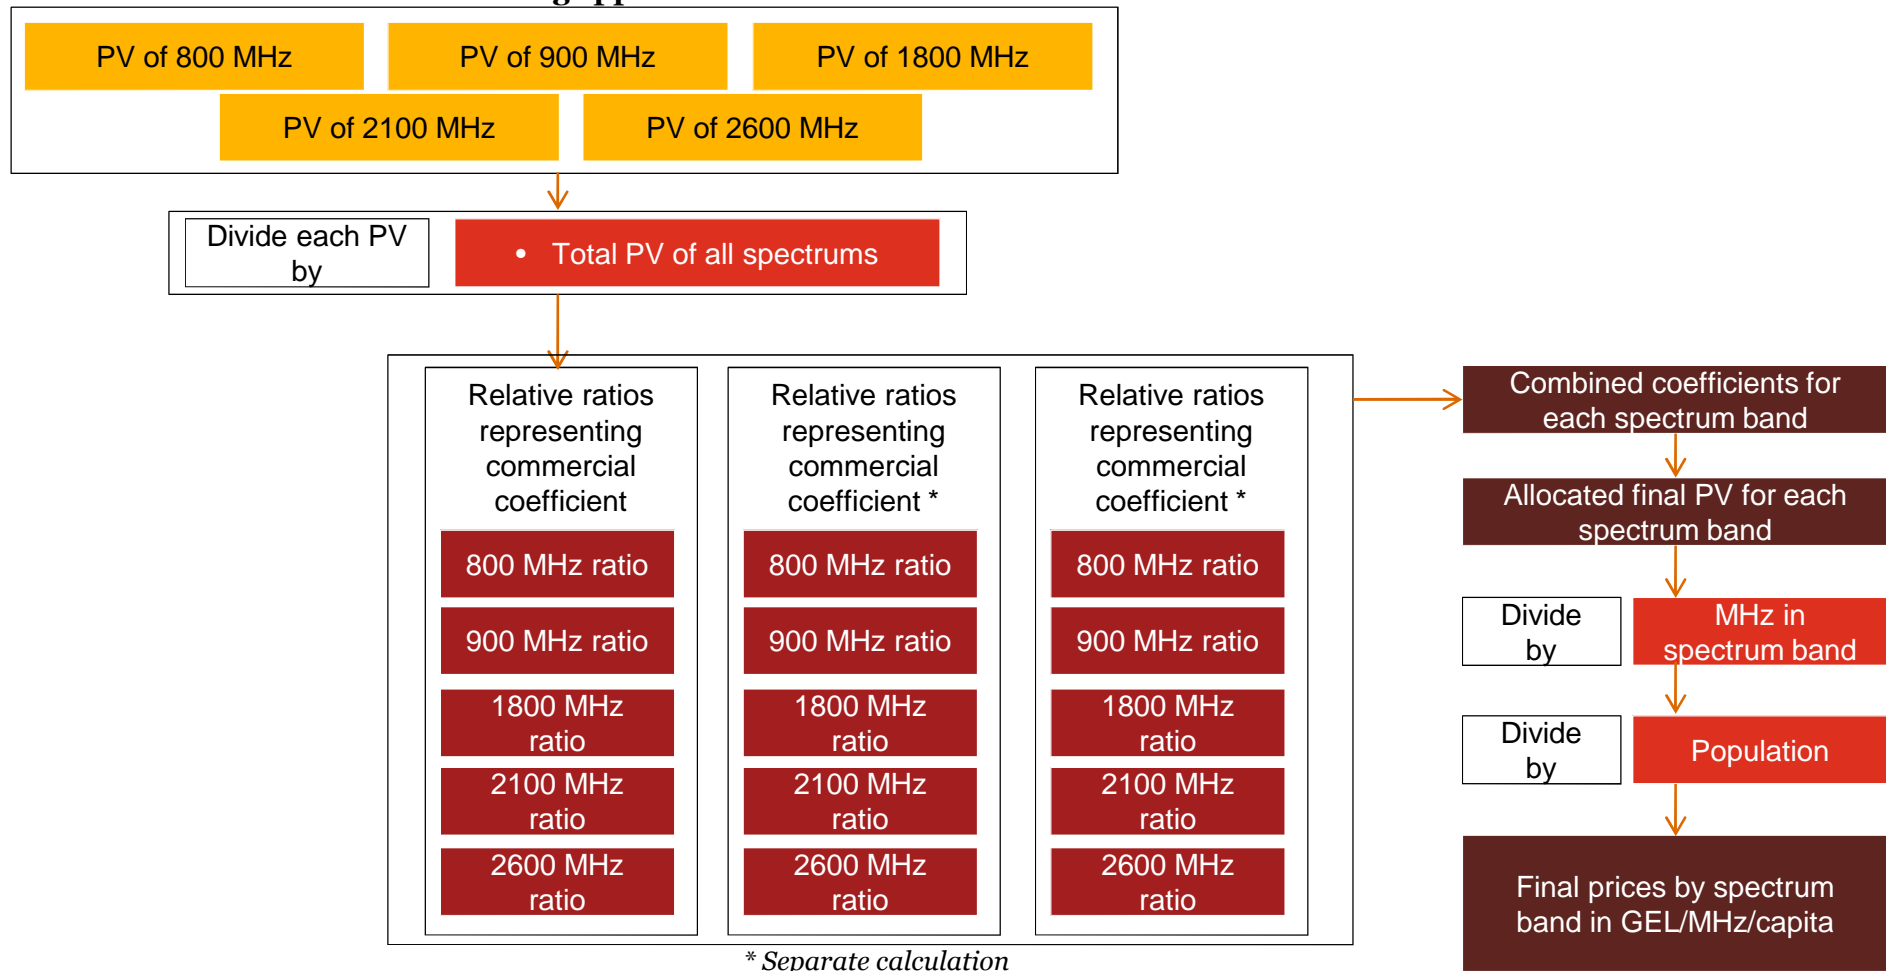 PV of 800 MHz
PV of 900 MHz
PV of 1800 MHz
PV of 2100 MHz
PV of 2600 MHz
Divide each PV
by
• Total PV of all spectrums
Relative ratios
representing
commercial
coefficient
800 MHz ratio
900 MHz ratio
1800 MHz
ratio
2100 MHz
ratio
2600 MHz
ratio
Relative ratios
representing
commercial
coefficient *
800 MHz ratio
900 MHz ratio
1800 MHz
ratio
2100 MHz
ratio
2600 MHz
ratio
Relative ratios
representing
commercial
coefficient *
800 MHz ratio
900 MHz ratio
1800 MHz
ratio
2100 MHz
ratio
2600 MHz
ratio
* Separate calculation
Combined coefficients for
each spectrum band
Allocated final PV for each
spectrum band
Divide
by
MHz in
spectrum band
Divide
by
Population
Final prices by spectrum
band in GEL/MHz/capita